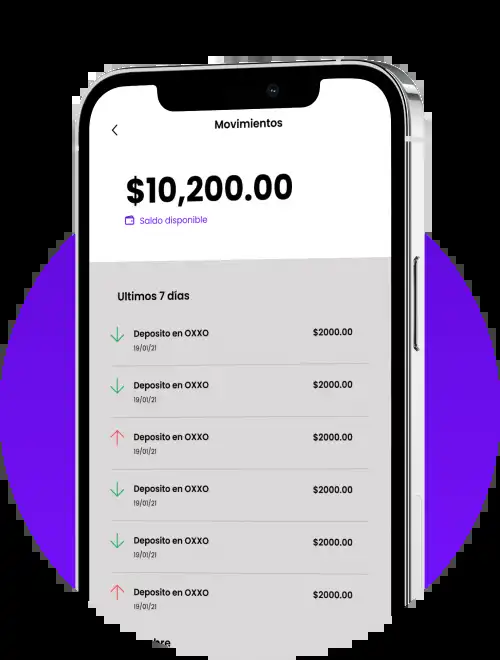 Movimientos
$10,200.00
Saldo disponible
Ultimos 7 días
Deposito en OXXO $2000.00
19/01/21
Deposito en OXXO $2000.00
19/01/21
Deposito en OXXO $2000.00
19/01/21
Deposito en OXXO $2000.00
19/01/21
Deposito en OXXO $2000.00
19/01/21
Deposito en OXXO $2000.00
19/01/21